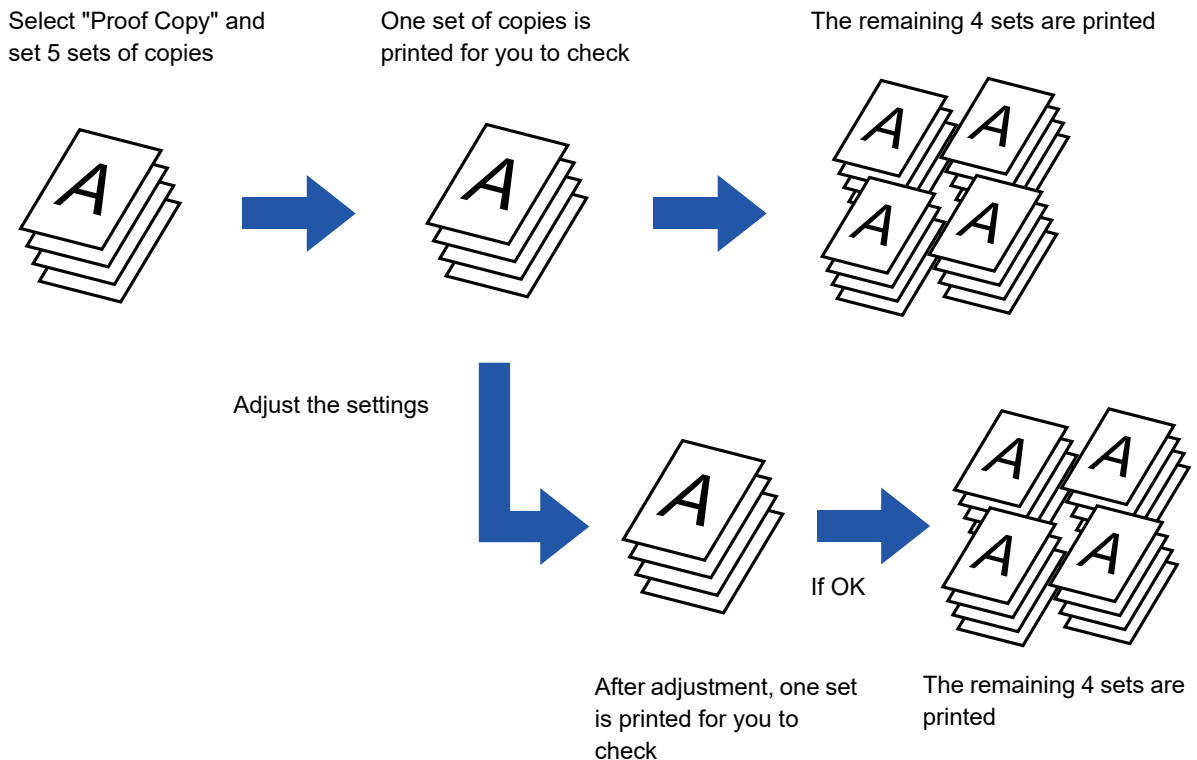 Select "Proof Copy" and
set 5 sets of copies
One set of copies is
printed for you to check
The remaining 4 sets are printed
A
A
A
A
A
A
Adjust the settings
A
A
A
A
A
If OK
After adjustment, one set
is printed for you to
check
The remaining 4 sets are
printed